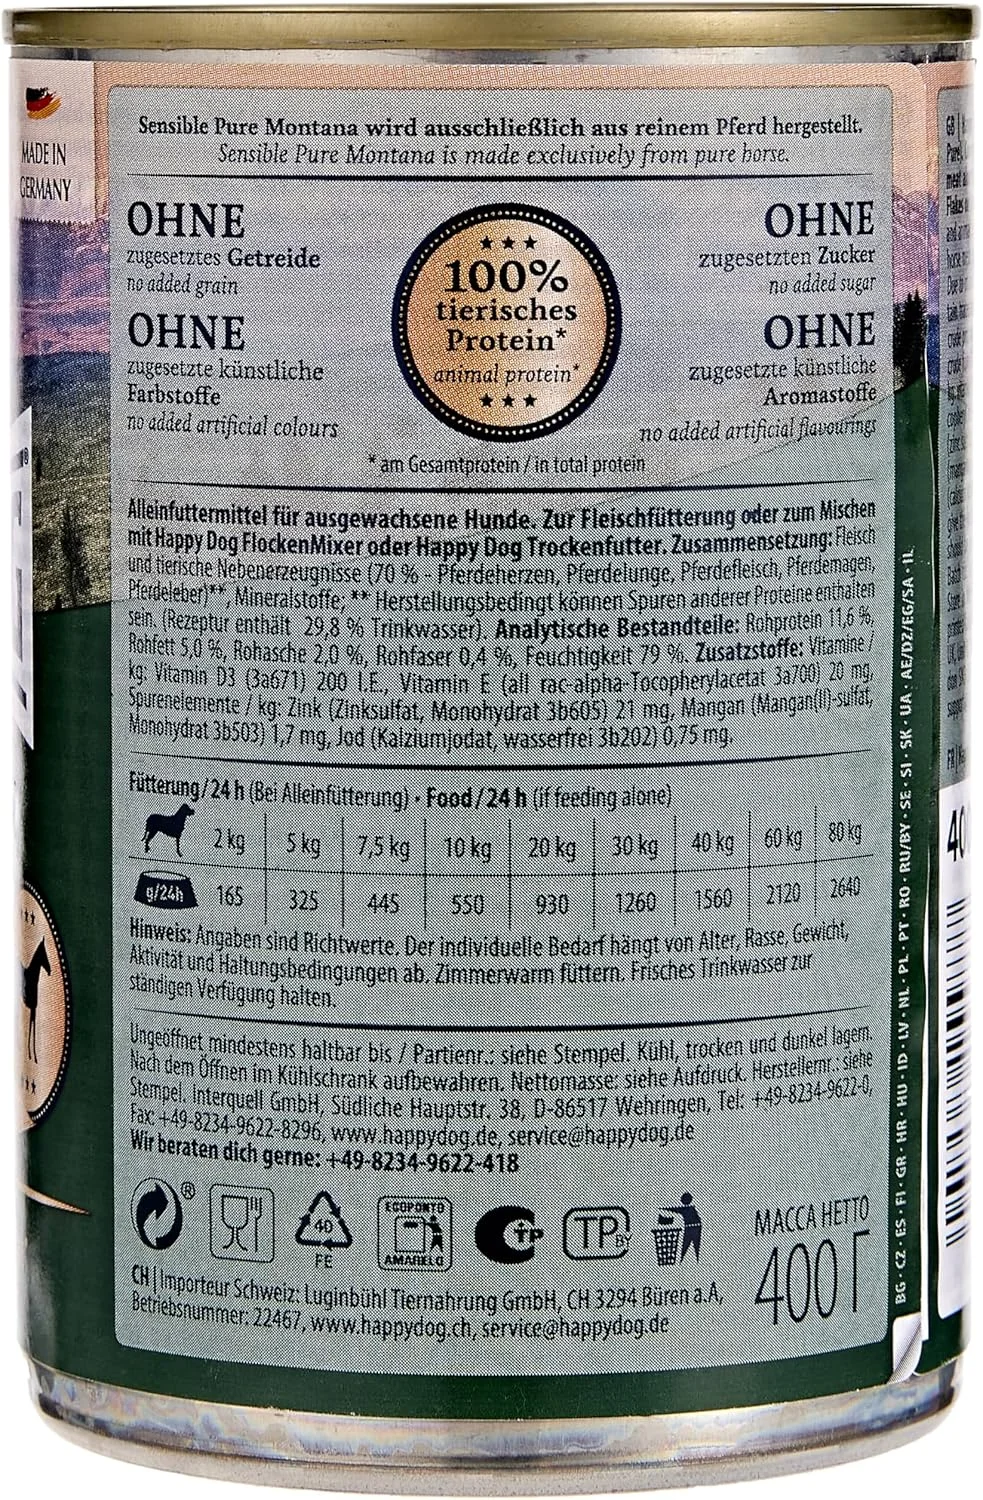 MADE IN
GERMANY
Sensible Pure Montana wird ausschließlich aus reinem Pferd hergestellt.
Sensible Pure Montana is made exclusively from pure horse.
OHNE
zugesetztes Getreide
no added grain
OHNE
zugesetzte künstliche
Farbstoffe
no added artificial colours
★★★
100%
tierisches
Protein*
animal protein*
★★★
OHNE
zugesetzten Zucker
no added sugar
OHNE
zugesetzte künstliche
Aromastoffe
no added artificial flavourings
* am Gesamtprotein / in total protein
Alleinfuttermittel für ausgewachsene Hunde. Zur Fleischfütterung oder zum Mischen
mit Happy Dog FlockenMixer oder Happy Dog Trockenfutter. Zusammensetzung: Fleisch
und tierische Nebenerzeugnisse (70 % - Pferdeherzen, Pferdelunge, Pferdefleisch, Pferdemagen,
Pferdeleber)**, Mineralstoffe; ** Herstellungsbedingt können Spuren anderer Proteine enthalten
sein. (Rezeptur enthält 29,8 % Trinkwasser). Analytische Bestandteile: Rohprotein 11,6 %,
Rohfett 5,0 %, Rohasche 2,0 %, Rohfaser 0,4 %, Feuchtigkeit 79 %. Zusatzstoffe: Vitamine /
kg: Vitamin D3 (3a671) 200 I.E., Vitamin E (all rac-alpha-Tocopherylacetat 3a700) 20 mg,
Spurenelemente / kg: Zink (Zinksulfat, Monohydrat 3b605) 21 mg, Mangan (Mangan(II)-sulfat,
Monohydrat 3b503) 1,7 mg, Jod (Kalziumjodat, wasserfrei 3b202) 0,75 mg.
Fütterung/24 h (Bei Alleinfütterung) · Food/24 h (if feeding alone)
2 kg 5 kg 7,5 kg 10 kg 20 kg 30 kg 40 kg 60 kg 80 kg
g/24h 165 325 445 550 930 1260 1560 2120 2640
Hinweis: Angaben sind Richtwerte. Der individuelle Bedarf hängt von Alter, Rasse, Gewicht,
Aktivität und Haltungsbedingungen ab. Zimmerwarm füttern. Frisches Trinkwasser zur
ständigen Verfügung halten.
Ungeöffnet mindestens haltbar bis / Partienr.: siehe Stempel. Kühl, trocken und dunkel lagern.
Nach dem Öffnen im Kühlschrank aufbewahren. Nettomasse: siehe Aufdruck. Herstellernr.: siehe
Stempel. Interquell GmbH, Südliche Hauptstr. 38, D-86517 Wehringen, Tel: +49-8234-9622-0,
Fax: +49-8234-9622-8296, www.happydog.de, service@happydog.de
Wir beraten dich gerne: +49-8234-9622-418
®
40
FE
ECOPONTO
AMARELO
TP
TP BY
МАССА НЕТТО
400Г
CH | Importeur Schweiz: Luginbühl Tiernahrung GmbH, CH 3294 Büren a.A,
Betriebsnummer: 22467, www.happydog.ch, service@happydog.de
BG · CZ · ES · FI · GR · HR · HU · ID · LV · NL · PL · PT · RO · RU/BY · SE · SI · SK · UA · AE/DZ/EG/SA · IL